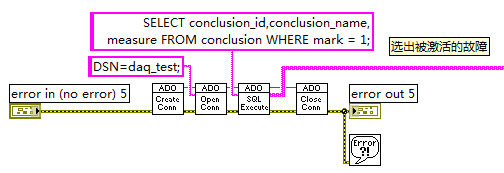 SELECT conclusion_id,conclusion_name,
measure FROM conclusion WHERE mark = 1;
选出被激活的故障
DSN=daq_test;
error in (no error) 5
ADO
Create
Conn
ADO
Open
Conn
ADO
SQL
Execute
ADO
Close
Conn
error out 5
Error
?!